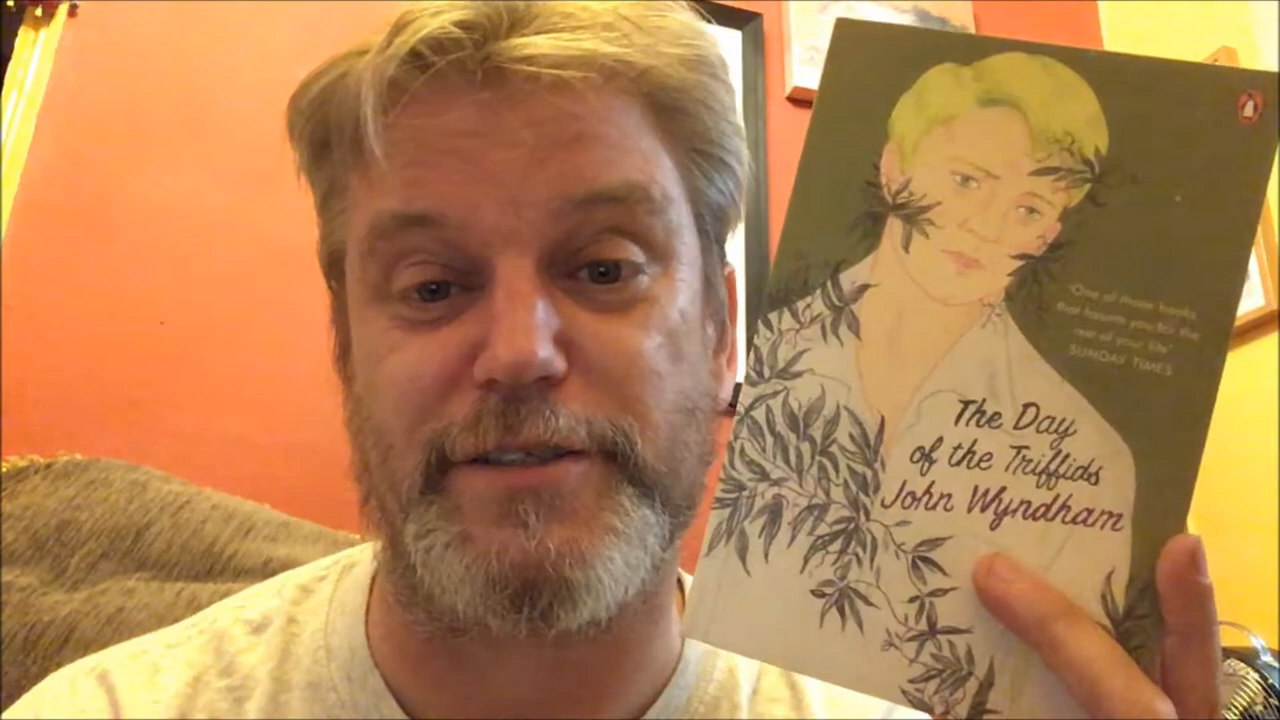 'One of those books
that haunts you for the
rest of your life'
SUNDAY TIMES
The Day
of the Triffids
John Wyndham